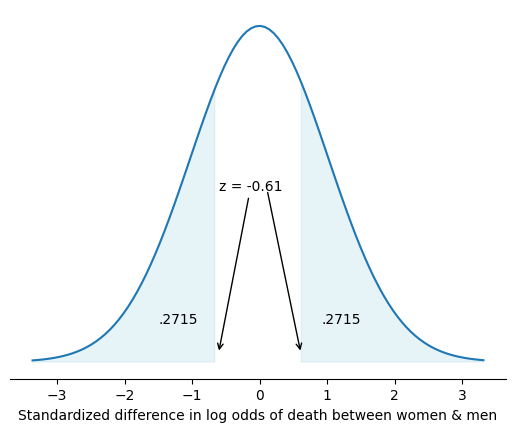 z = -0.61
.2715 .2715
−3 −2 −1 0 1 2 3
Standardized difference in log odds of death between women & men